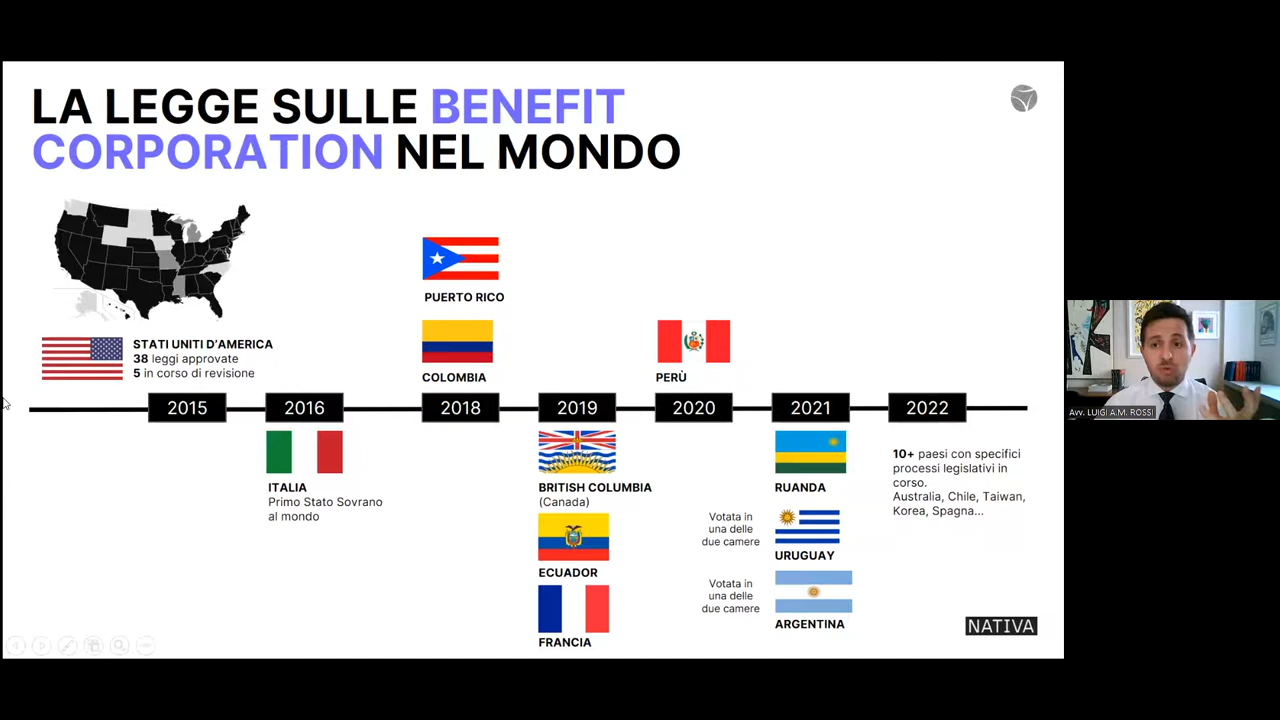 LA LEGGE SULLE BENEFIT
CORPORATION NEL MONDO
STATI UNITI D’AMERICA
38 leggi approvate
5 in corso di revisione
PUERTO RICO
COLOMBIA
PERÙ
2015
2016
2018
2019
2020
2021
2022
ITALIA
Primo Stato Sovrano
al mondo
BRITISH COLUMBIA
(Canada)
ECUADOR
FRANCIA
RUANDA
Votata in
una delle
due camere
URUGUAY
Votata in
una delle
due camere
ARGENTINA
10+ paesi con specifici
processi legislativi in
corso.
Australia, Chile, Taiwan,
Korea, Spagna...
NATIVA
Avv. LUIGI A.M. ROSSI